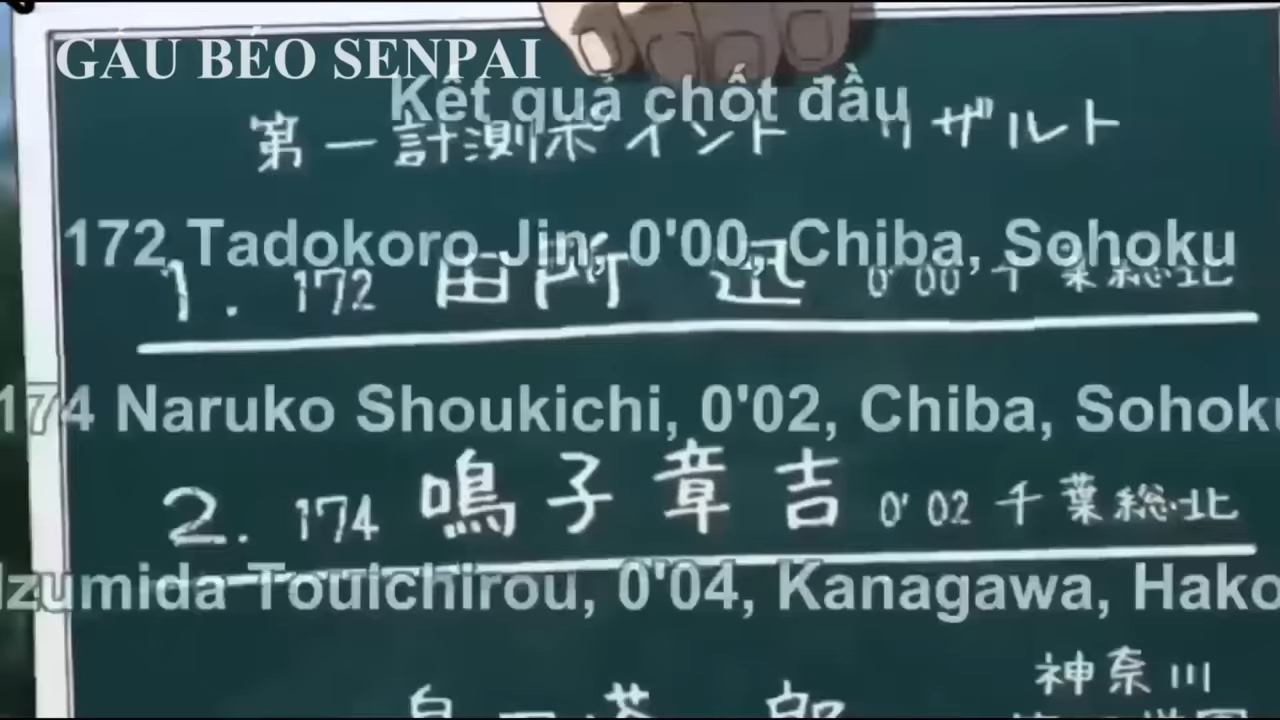 GẤU BÉO SENPAI
Kết quả chốt đầu
第一計測ポイント リザルト
172 Tadokoro Jin, 0'00, Chiba, Sohoku
1. 172 田所 迅 0'00 千葉総北
174 Naruko Shoukichi, 0'02, Chiba, Sohoku
2. 174 鳴子章吉 0'02 千葉総北
Izumida Touichirou, 0'04, Kanagawa, Hako
神奈川